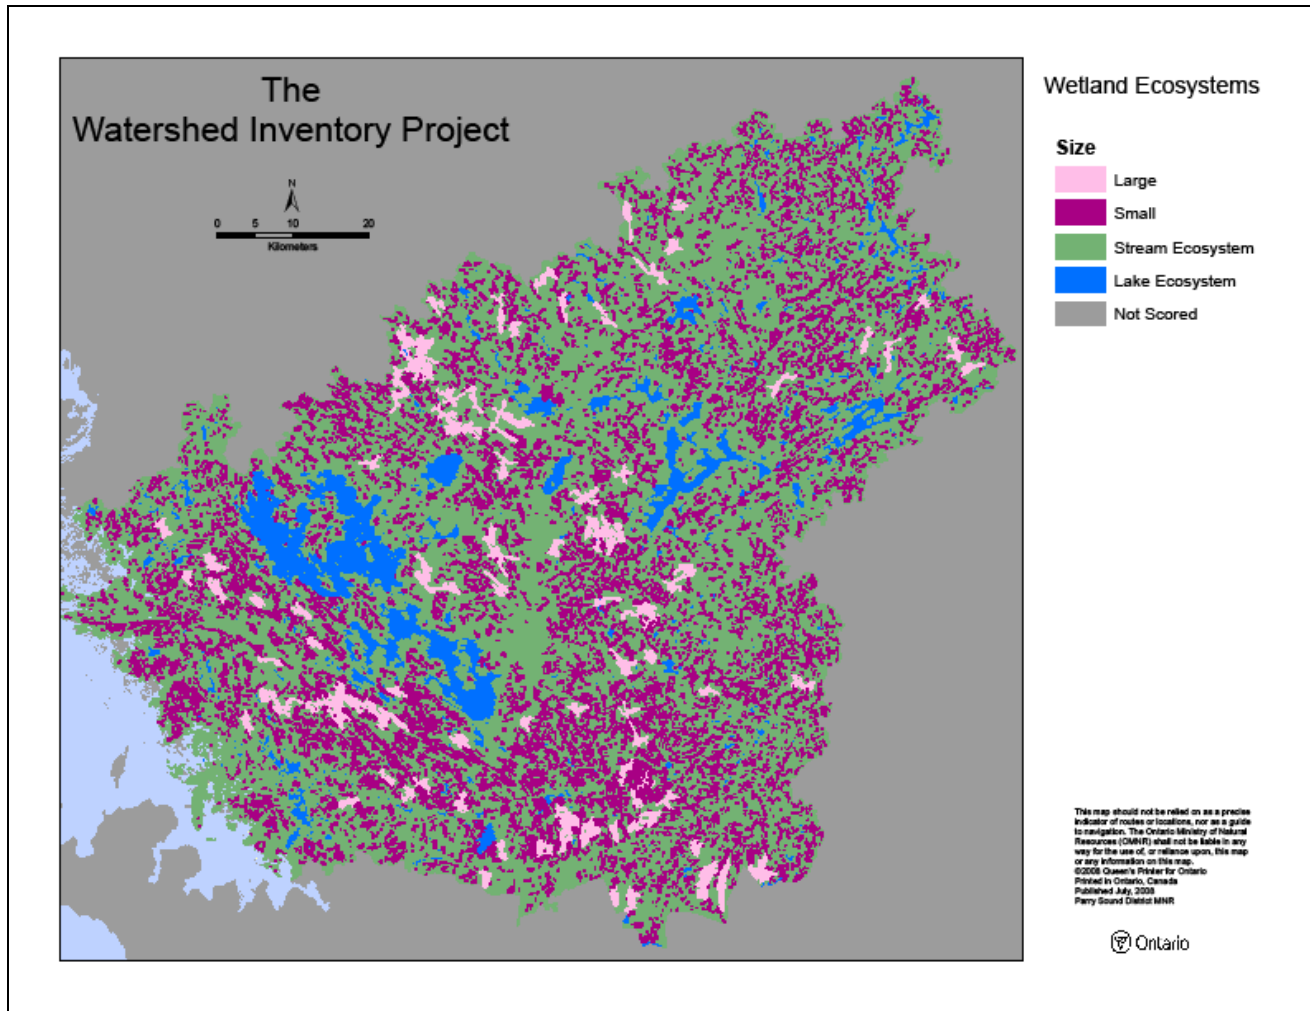 The
Watershed Inventory Project
N
0 5 10 20
Kilometers
Wetland Ecosystems
Size
Large
Small
Stream Ecosystem
Lake Ecosystem
Not Scored
This map should not be relied on as a precise
indicator of routes or locations, nor as a guide
to navigation. The Ontario Ministry of Natural
Resources (OMNR) shall not be liable in any
way for the use of, or reliance upon, this map
or any information on this map.
©2008 Queen's Printer for Ontario
Printed in Ontario, Canada
Published July, 2008
Parry Sound District MNR
Ontario